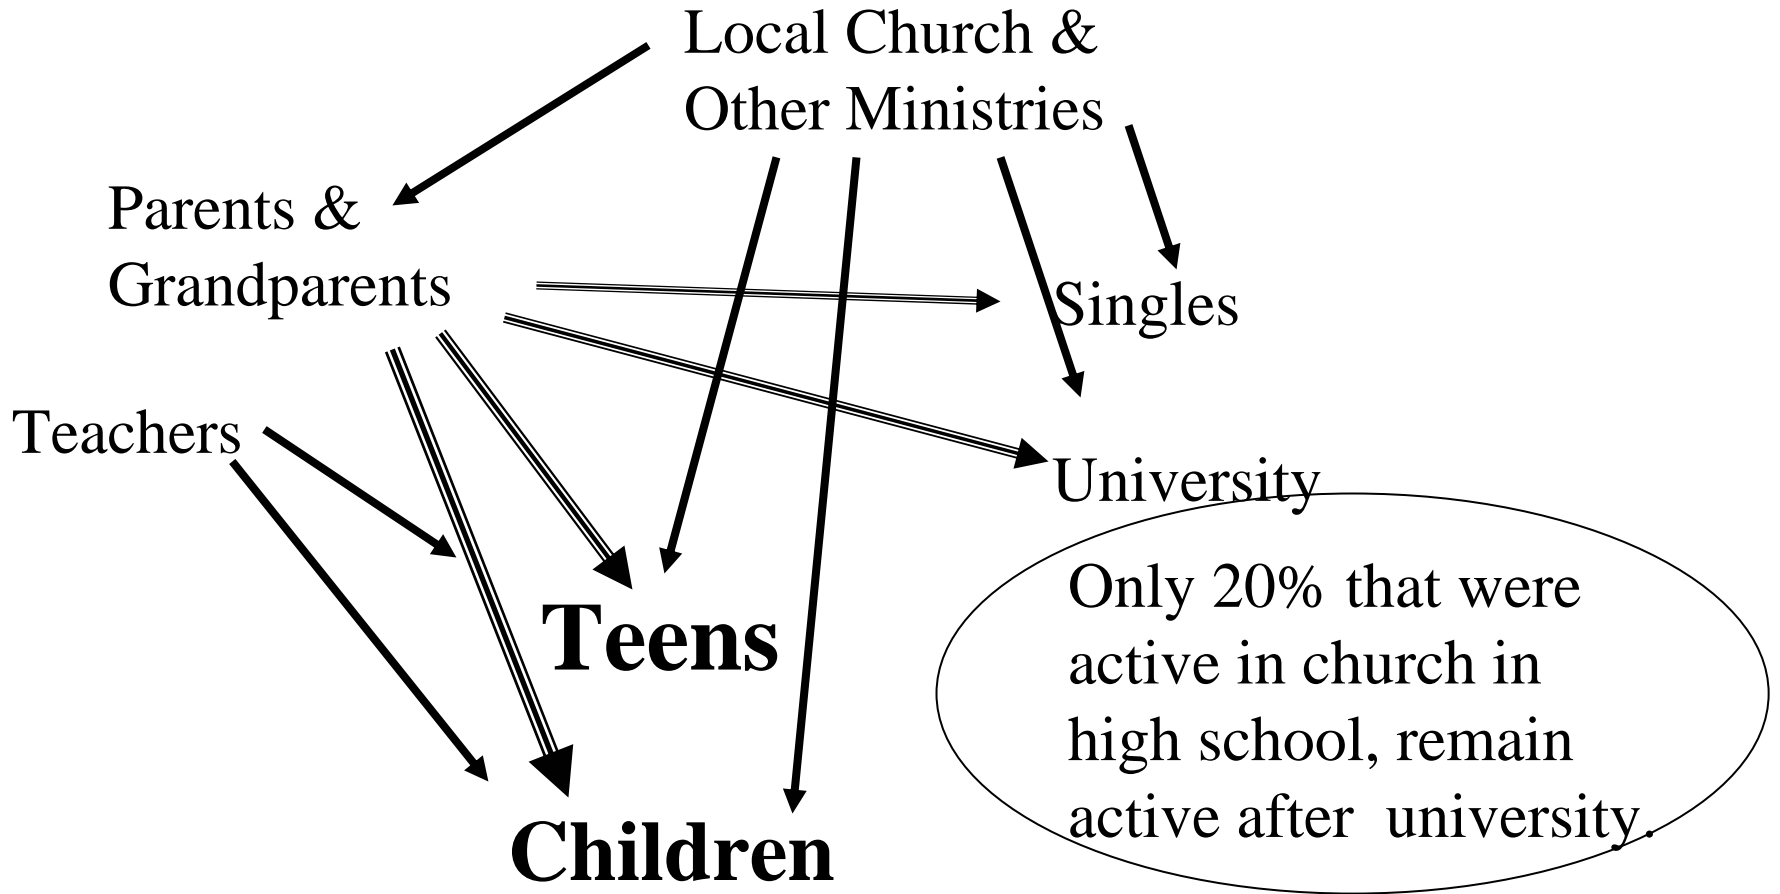 Local Church &
Other Ministries
Parents &
Grandparents
Singles
Teachers
University
Only 20% that were
active in church in
high school, remain
active after university.
Teens
Children